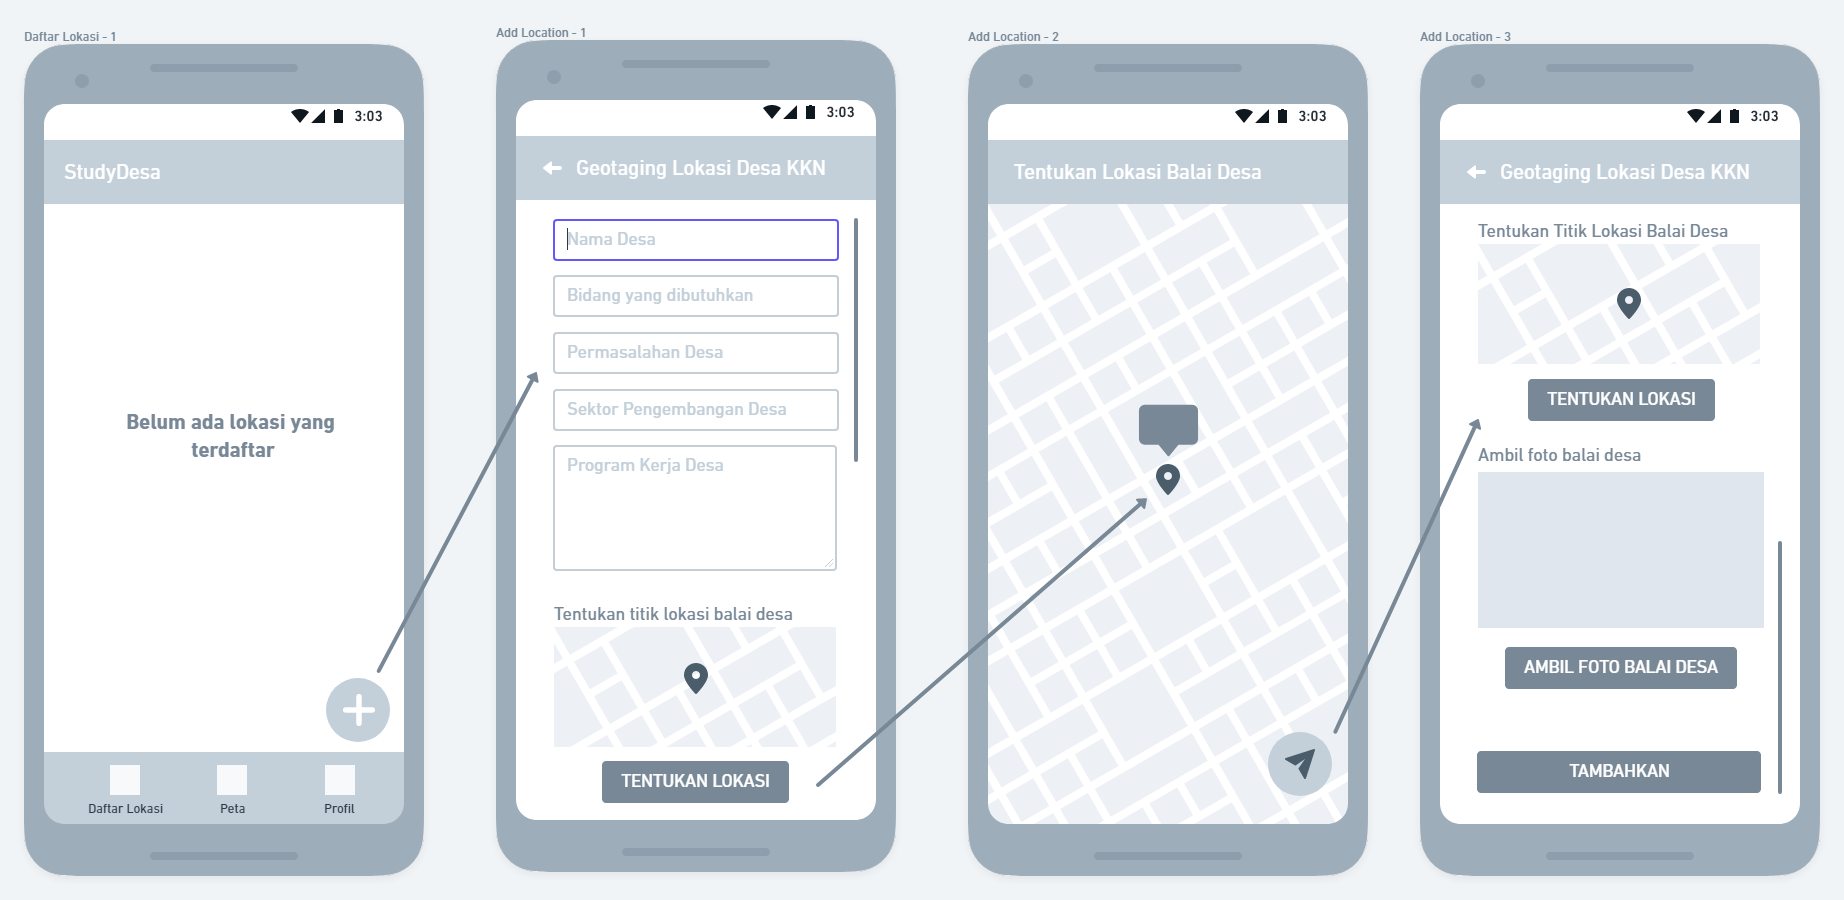 Daftar Lokasi - 1
3:03
StudyDesa
Belum ada lokasi yang
terdaftar
Daftar Lokasi
Peta
Profil
Add Location - 1
3:03
Geotaging Lokasi Desa KKN
Nama Desa
Bidang yang dibutuhkan
Permasalahan Desa
Sektor Pengembangan Desa
Program Kerja Desa
Tentukan titik lokasi balai desa
TENTUKAN LOKASI
Add Location - 2
3:03
Tentukan Lokasi Balai Desa
Add Location - 3
3:03
Geotaging Lokasi Desa KKN
Tentukan Titik Lokasi Balai Desa
TENTUKAN LOKASI
Ambil foto balai desa
AMBIL FOTO BALAI DESA
TAMBAHKAN